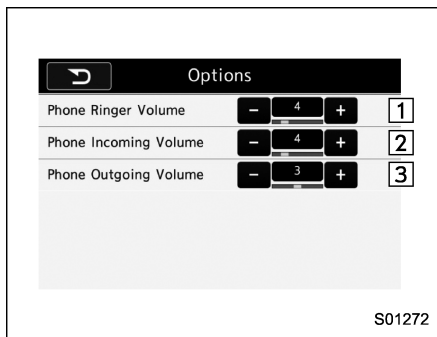 Options
Phone Ringer Volume - 4 + 1
Phone Incoming Volume - 4 + 2
Phone Outgoing Volume - 3 + 3
S01272